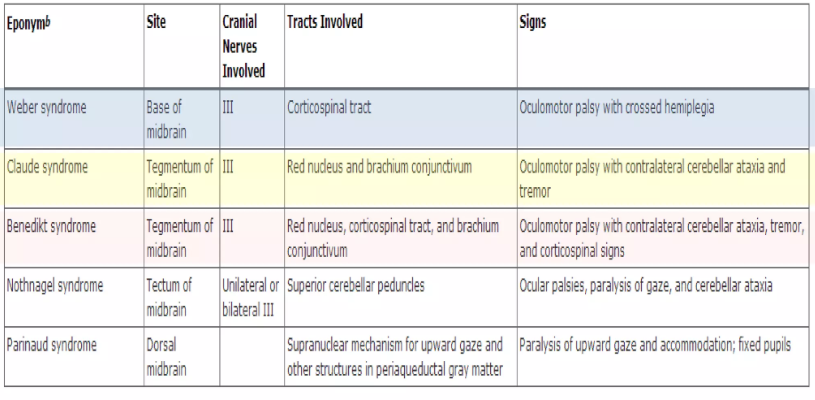 Eponymb Site Cranial Tracts Involved Signs
Nerves
Involved
Weber syndrome Base of III Corticospinal tract Oculomotor palsy with crossed hemiplegia
midbrain
Claude syndrome Tegmentum of III Red nucleus and brachium conjunctivum Oculomotor palsy with contralateral cerebellar ataxia and
midbrain tremor
Benedikt syndrome Tegmentum of III Red nucleus, corticospinal tract, and brachium Oculomotor palsy with contralateral cerebellar ataxia, tremor,
midbrain conjunctivum and corticospinal signs
Nothnagel syndrome Tectum of Unilateral or Superior cerebellar peduncles Ocular palsies, paralysis of gaze, and cerebellar ataxia
midbrain bilateral III
Parinaud syndrome Dorsal Supranuclear mechanism for upward gaze and Paralysis of upward gaze and accommodation; fixed pupils
midbrain other structures in periaqueductal gray matter